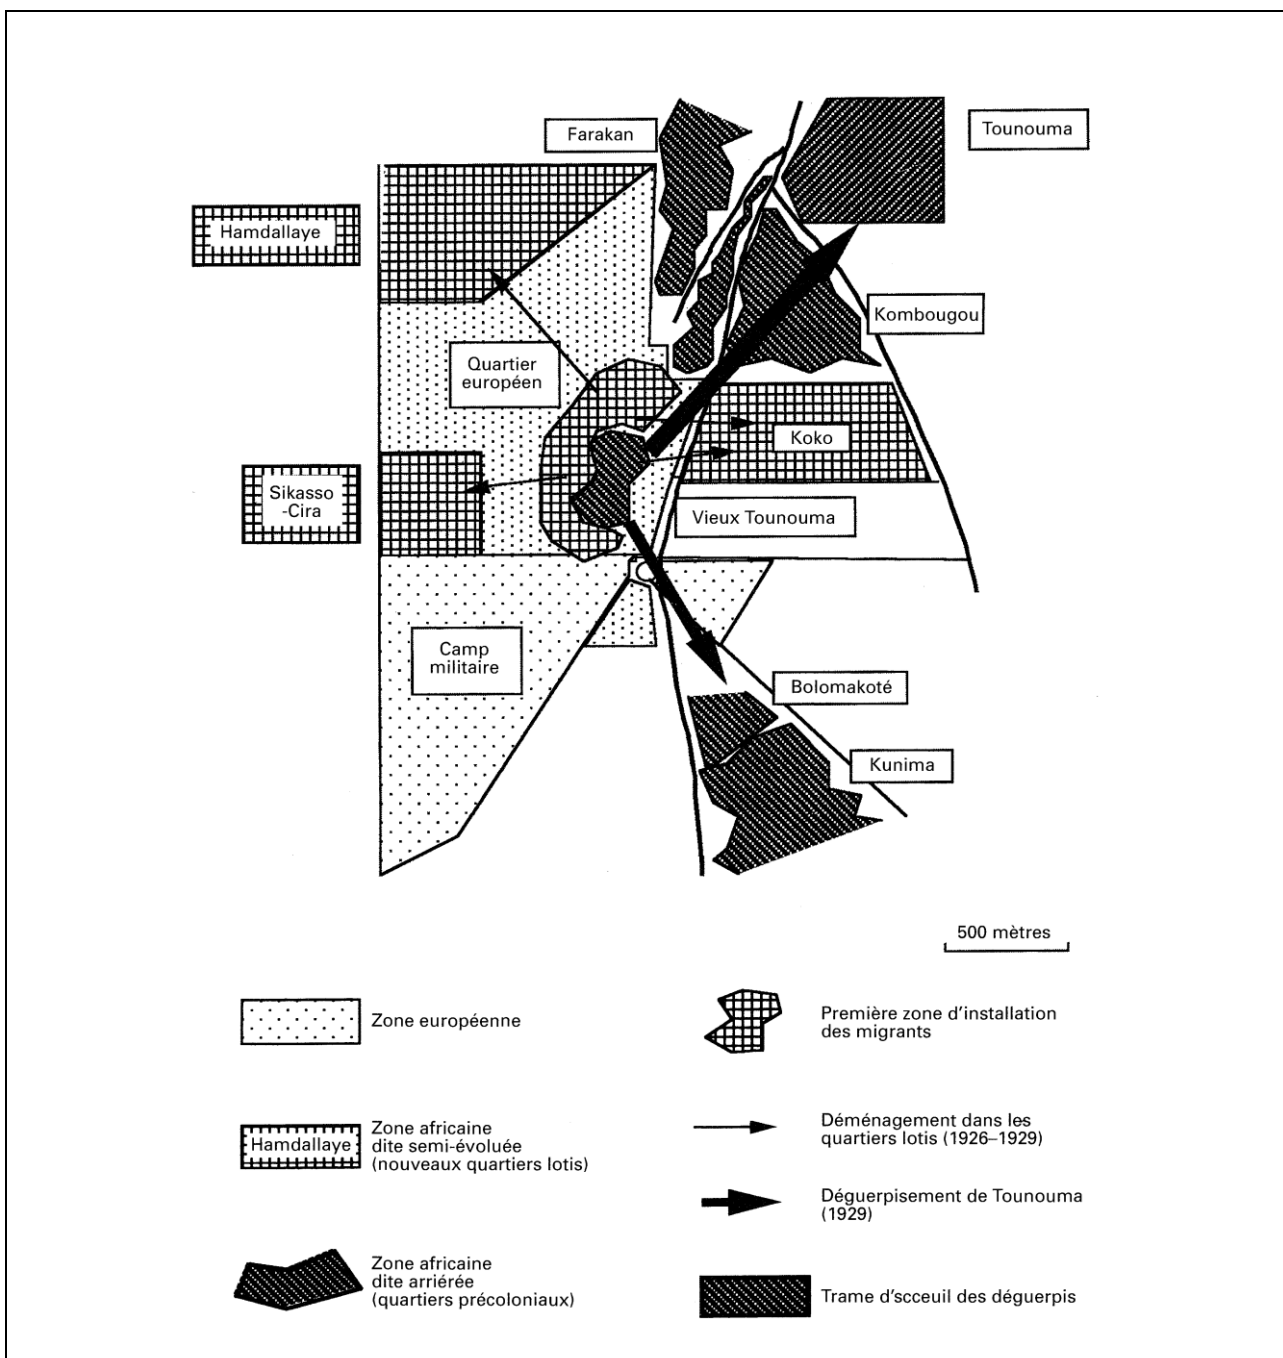 Farakan
Tounouma
Hamdallaye
Kombougou
Quartier
européen
Koko
Sikasso
-Cira
Vieux Tounouma
Camp
militaire
Bolomakoté
Kunima
500 mètres
Zone européenne
Première zone d'installation
des migrants
Hamdallaye
Zone africaine
dite semi-évoluée
(nouveaux quartiers lotis)
Déménagement dans les
quartiers lotis (1926–1929)
Déguerpisement de Tounouma
(1929)
Zone africaine
dite arriérée
(quartiers précoloniaux)
Trame d'scceuil des déguerpis